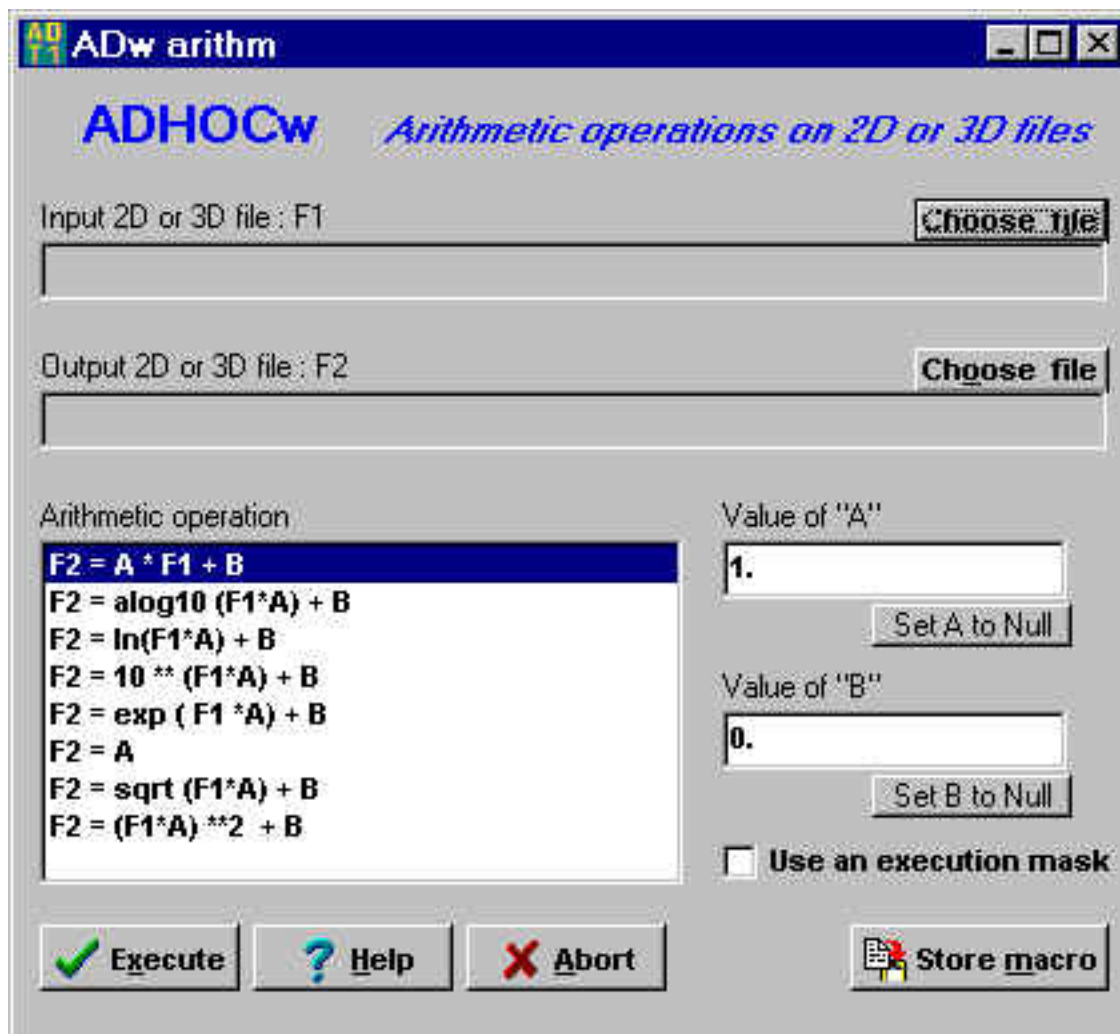 AD
T1
ADw arithm
ADHOCw
Arithmetic operations on 2D or 3D files
Input 2D or 3D file : F1
Choose file
Output 2D or 3D file : F2
Choose file
Arithmetic operation
F2 = A * F1 + B
F2 = alog10 (F1*A) + B
F2 = ln(F1*A) + B
F2 = 10 ** (F1*A) + B
F2 = exp ( F1 *A) + B
F2 = A
F2 = sqrt (F1*A) + B
F2 = (F1*A) **2 + B
Value of "A"
1.
Set A to Null
Value of "B"
0.
Set B to Null
Use an execution mask
Execute
Help
Abort
Store macro